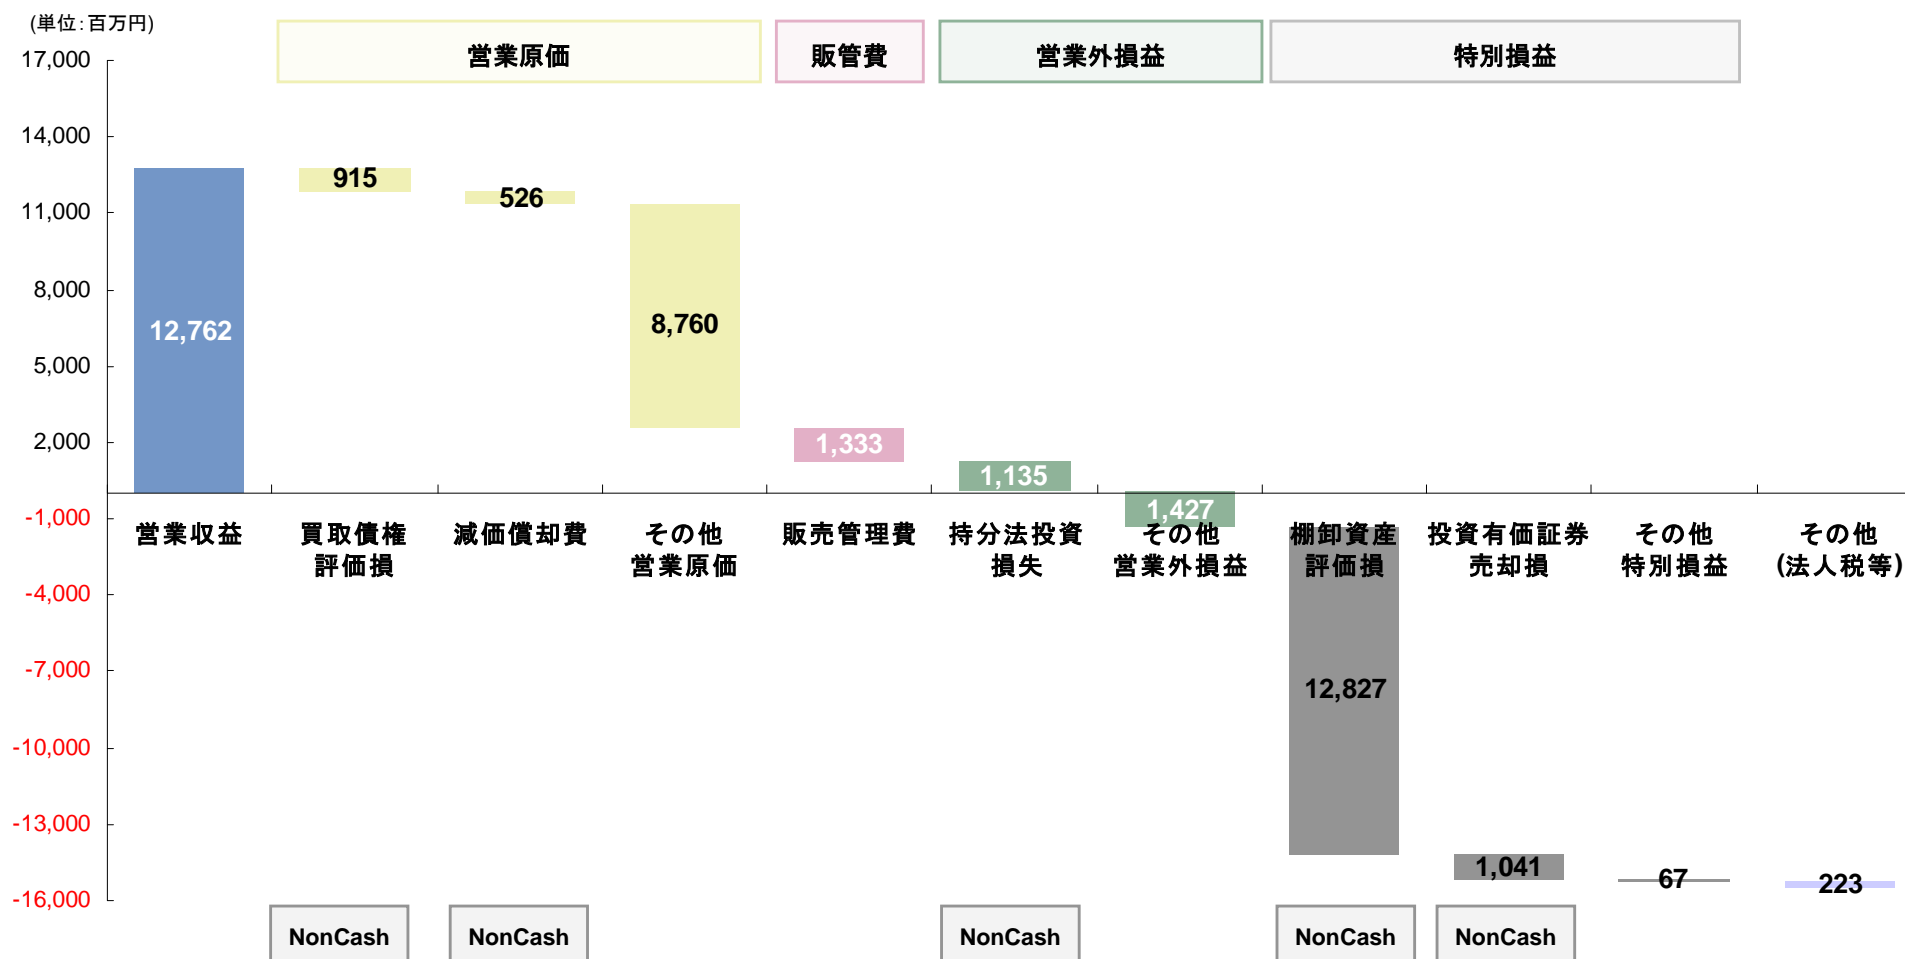 (単位：百万円)
営業原価
販管費
営業外損益
特別損益
17,000
14,000
11,000
8,000
5,000
2,000
-1,000
-4,000
-7,000
-10,000
-13,000
-16,000
12,762
915
526
8,760
1,333
1,135
1,427
12,827
1,041
67
223
営業収益
買取債権
評価損
減価償却費
その他
営業原価
販売管理費
持分法投資
損失
その他
営業外損益
棚卸資産
評価損
投資有価証券
売却損
その他
特別損益
その他
(法人税等)
NonCash
NonCash
NonCash
NonCash
NonCash